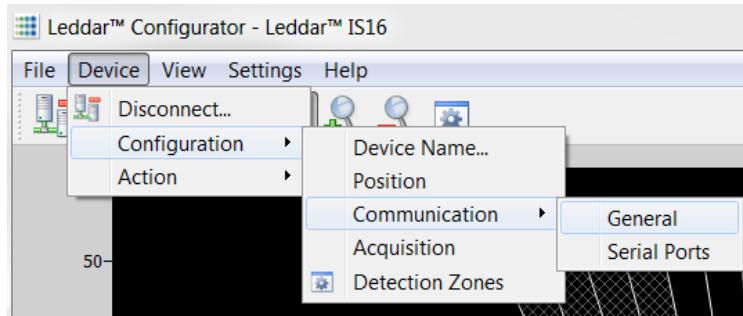 Leddar™ Configurator - Leddar™ IS16
File Device View Settings Help
Disconnect...
Configuration
Action
Device Name...
Position
Communication
Acquisition
Detection Zones
General
Serial Ports
50